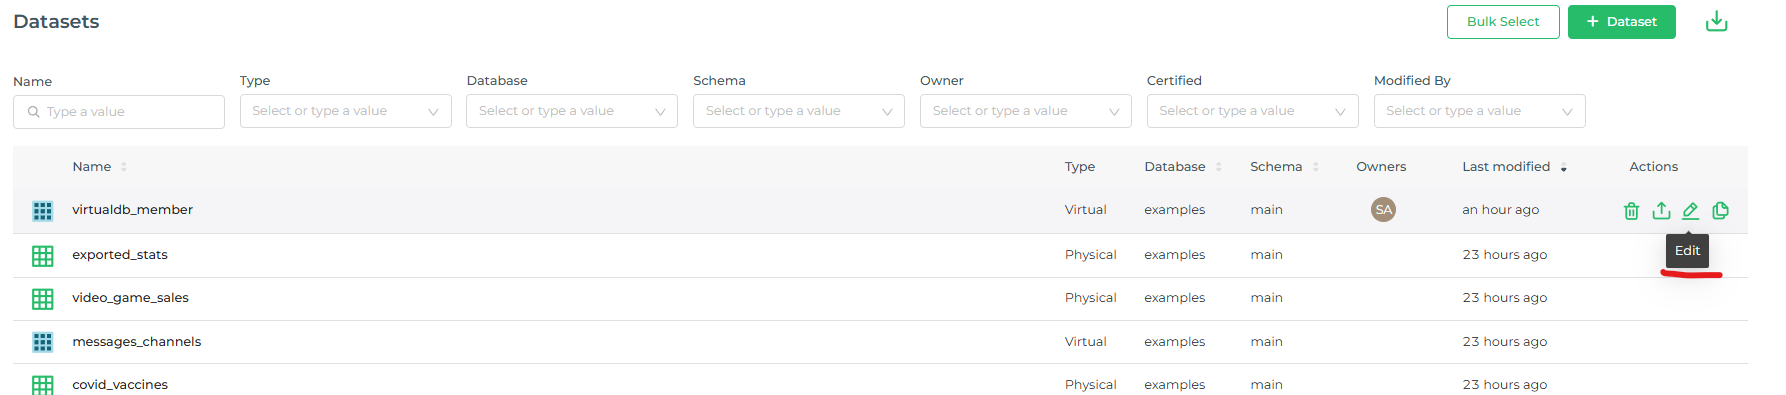 Datasets
Bulk Select
+ Dataset
Name
Type
Database
Schema
Owner
Certified
Modified By
Type a value
Select or type a value
Select or type a value
Select or type a value
Select or type a value
Select or type a value
Select or type a value
Name Type Database Schema Owners Last modified Actions
virtualdb_member Virtual examples main SA an hour ago
Edit
exported_stats Physical examples main 23 hours ago
video_game_sales Physical examples main 23 hours ago
messages_channels Virtual examples main 23 hours ago
covid_vaccines Physical examples main 23 hours ago